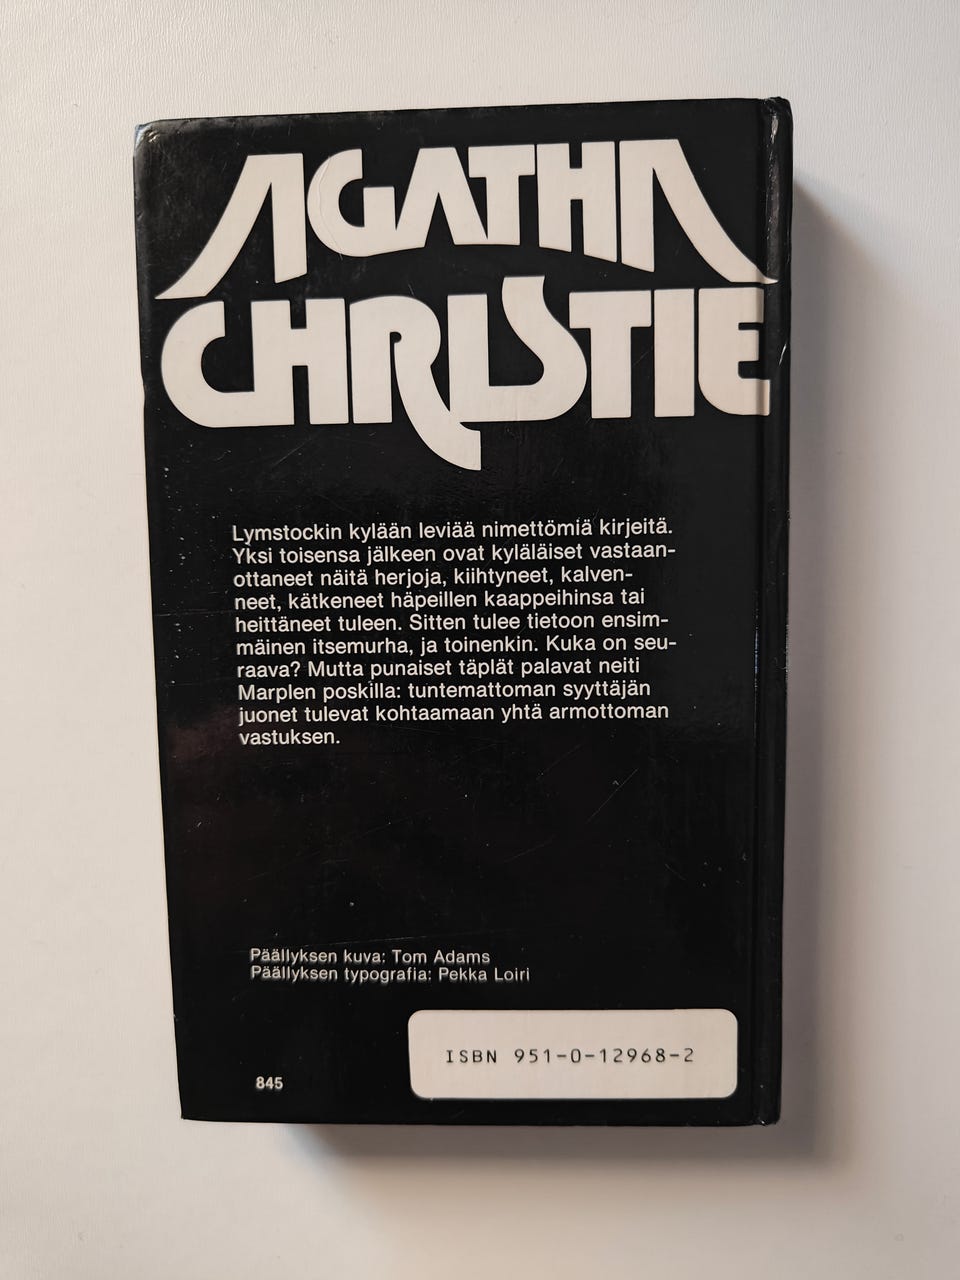 AGATHA
CHRISTIE
Lymstockin kylään leviää nimettömiä kirjeitä.
Yksi toisensa jälkeen ovat kyläläiset vastaan-
ottaneet näitä herjoja, kiihtyneet, kalven-
neet, kätkeneet häpeillen kaappeihinsa tai
heittäneet tuleen. Sitten tulee tietoon ensim-
mäinen itsemurha, ja toinenkin. Kuka on seu-
raava? Mutta punaiset täplät palavat neiti
Marplen poskilla: tuntemattoman syyttäjän
juonet tulevat kohtaamaan yhtä armottoman
vastuksen.
Päällyksen kuva: Tom Adams
Päällyksen typografia: Pekka Loiri
ISBN 951-0-12968-2
845